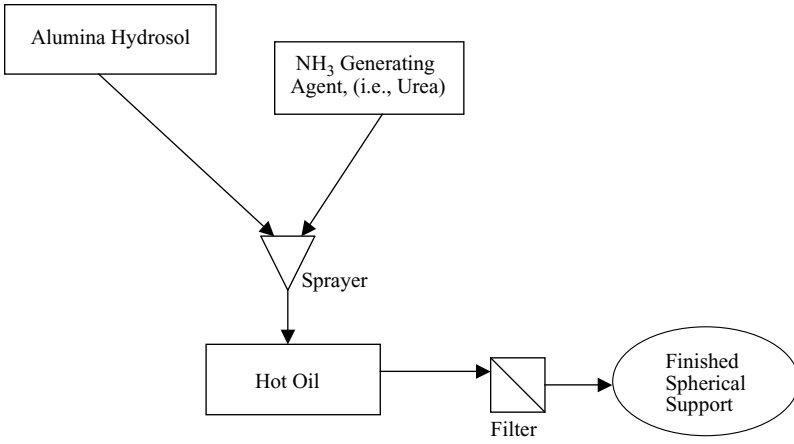 Alumina Hydrosol
NH₃ Generating
Agent, (i.e., Urea)
Sprayer
Hot Oil
Filter
Finished
Spherical
Support